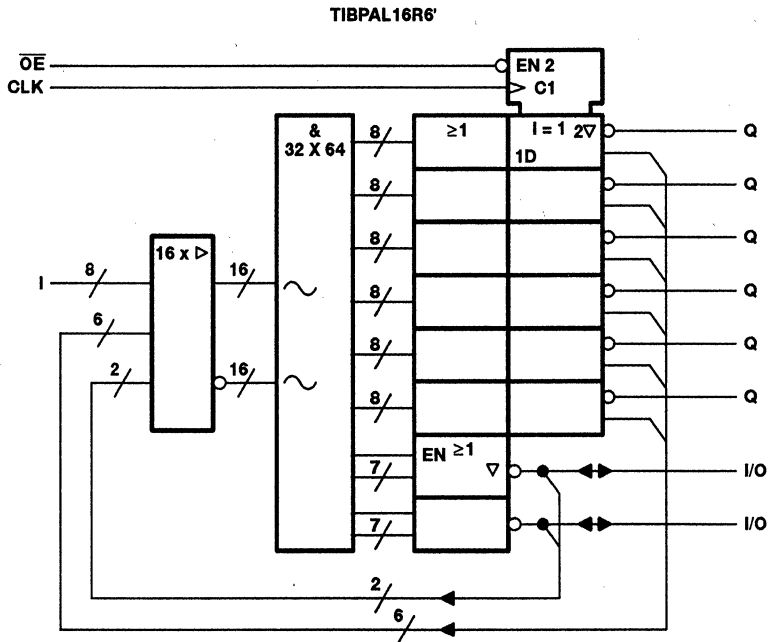 TIBPAL16R6'
OE
EN 2
CLK
C1
&
32 X 64
8
≥1
I = 1
2▽
Q
1D
8
Q
8
Q
16 x ▷
I
8
16
8
Q
6
8
Q
2
16
8
Q
EN ≥1
▽
7
I/O
7
I/O
2
6